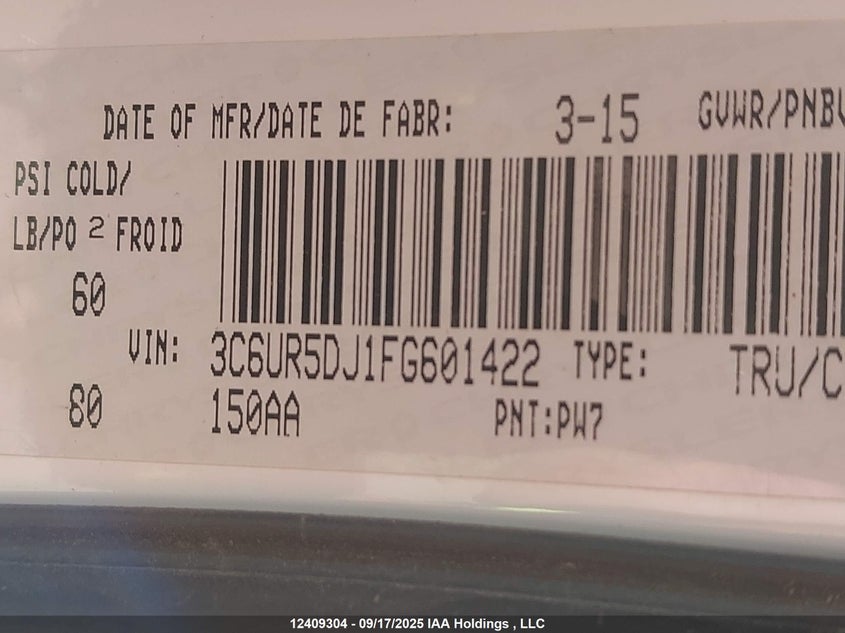 DATE OF MFR/DATE DE FABR: 3-15 GVWR/PNBV
PSI COLD/
LB/PO 2 FROID
60
VIN: 3C6UR5DJ1FG601422 TYPE: TRU/C
80 150AA PNT:PW7
12409304 - 09/17/2025 IAA Holdings , LLC